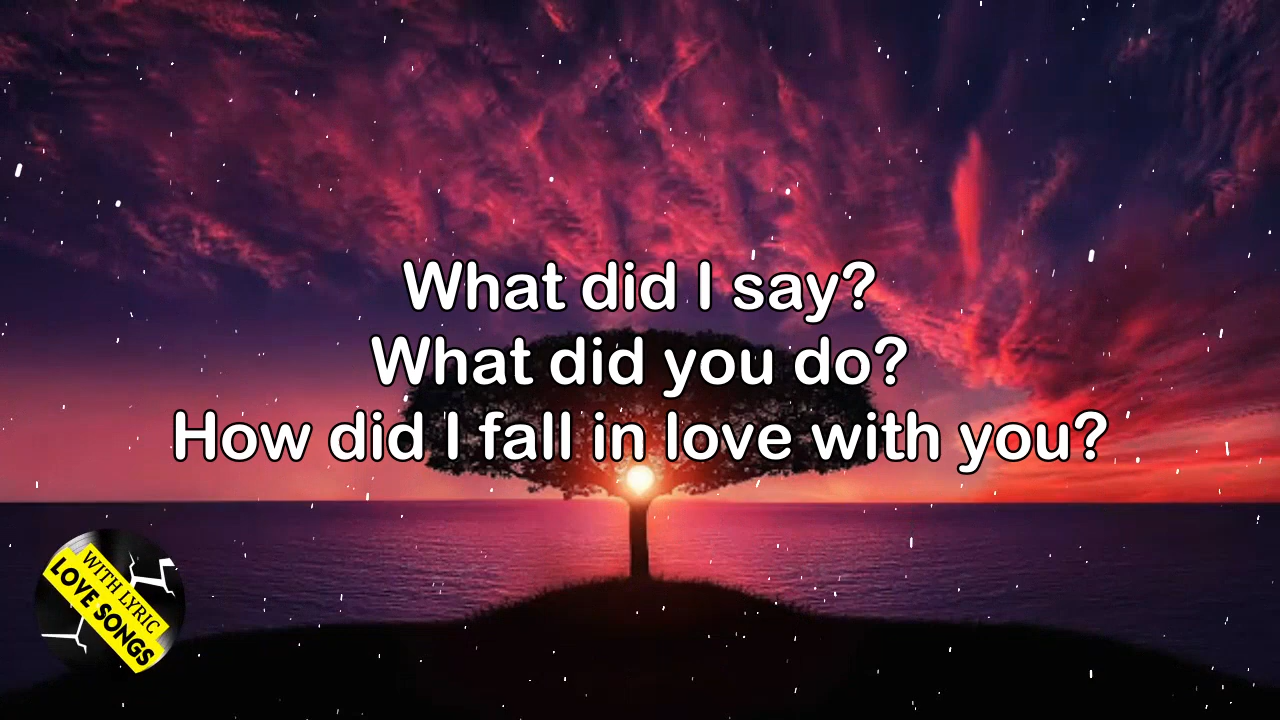 What did I say?
What did you do?
How did I fall in love with you?
WITH LYRIC
LOVE SONGS